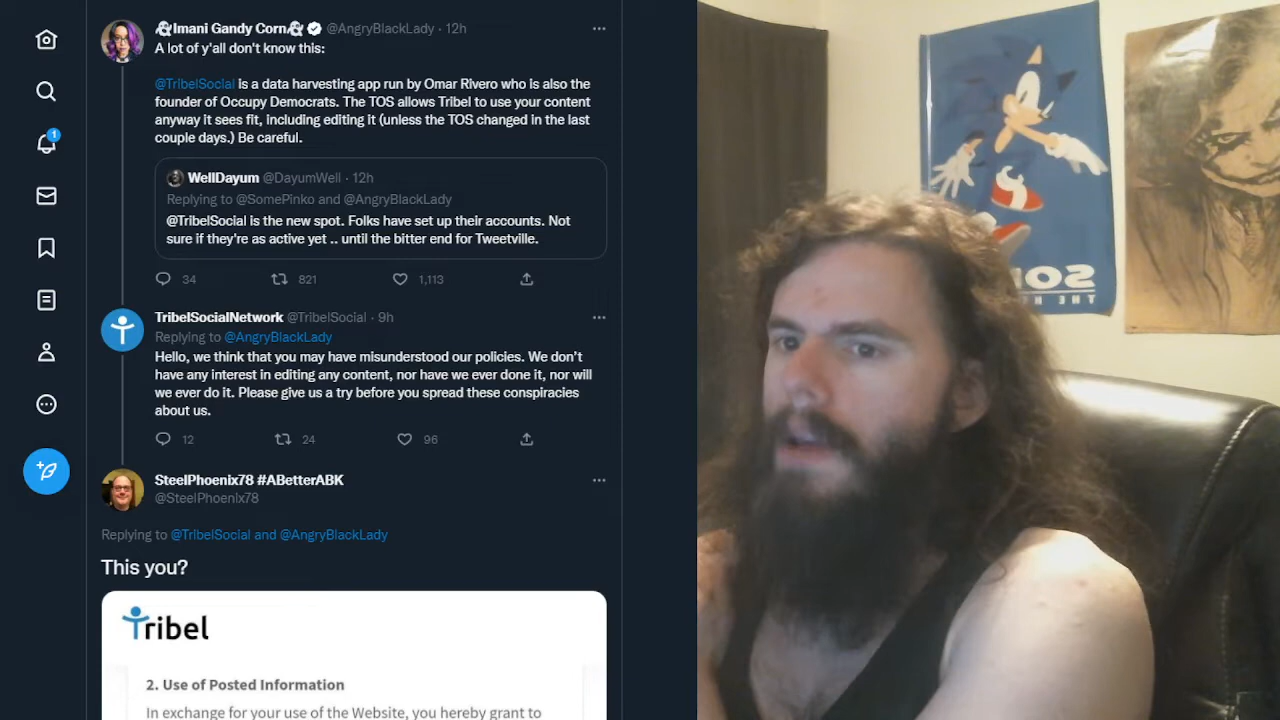 👻Imani Gandy Corn👻 @AngryBlackLady · 12h
A lot of y'all don't know this:
@TribelSocial is a data harvesting app run by Omar Rivero who is also the
founder of Occupy Democrats. The TOS allows Tribel to use your content
anyway it sees fit, including editing it (unless the TOS changed in the last
couple days.) Be careful.
WellDayum @DayumWell · 12h
Replying to @SomePinko and @AngryBlackLady
@TribelSocial is the new spot. Folks have set up their accounts. Not
sure if they're as active yet .. until the bitter end for Tweetville.
34 821 1,113
1
TribelSocialNetwork @TribelSocial · 9h
Replying to @AngryBlackLady
Hello, we think that you may have misunderstood our policies. We don't
have any interest in editing any content, nor have we ever done it, nor will
we ever do it. Please give us a try before you spread these conspiracies
about us.
12 24 96
SteelPhoenix78 #ABetterABK
@SteelPhoenix78
Replying to @TribelSocial and @AngryBlackLady
This you?
Tribel
2. Use of Posted Information
In exchange for your use of the Website, you hereby grant to
SONIC